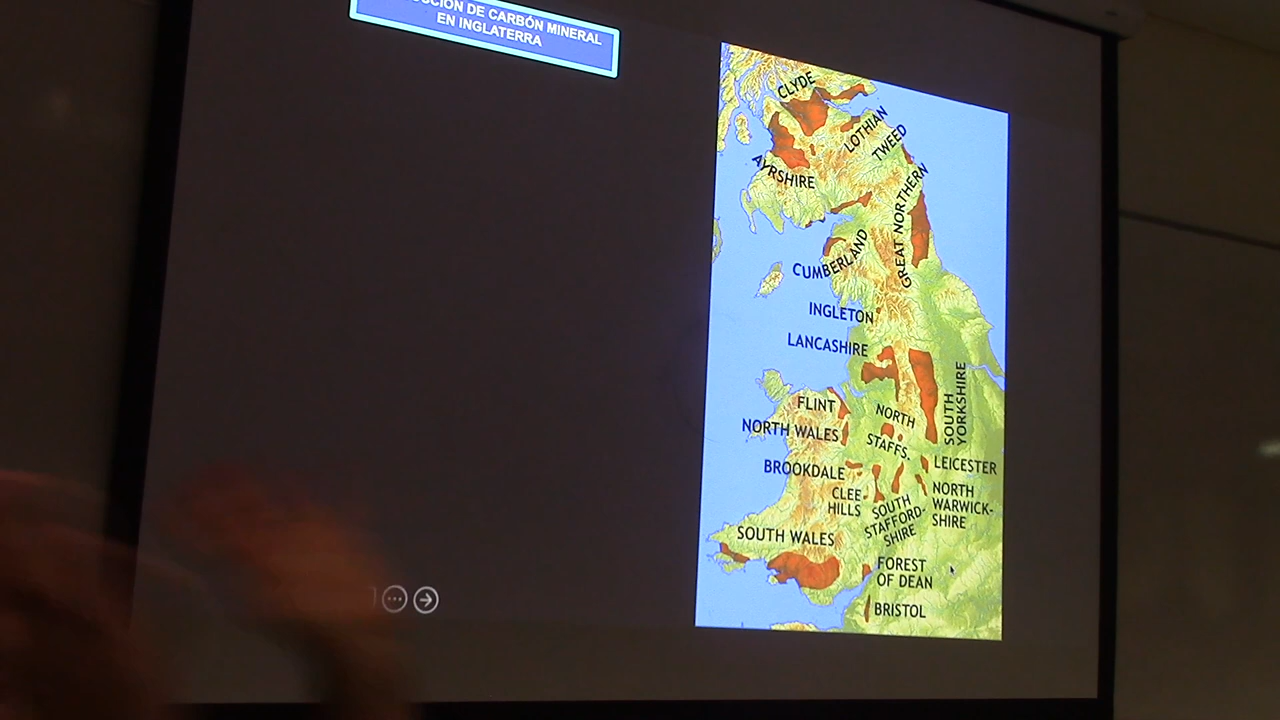 DE CARBÓN MINERAL
EN INGLATERRA
CLYDE
LOTHIAN
TWEED
AYRSHIRE
GREAT NORTHERN
CUMBERLAND
INGLETON
LANCASHIRE
SOUTH
YORKSHIRE
FLINT
NORTH
STAFFS.
NORTH WALES
LEICESTER
BROOKDALE
CLEE
HILLS
NORTH
WARWICK-
SHIRE
SOUTH
STAFFORD-
SHIRE
SOUTH WALES
FOREST
OF DEAN
BRISTOL